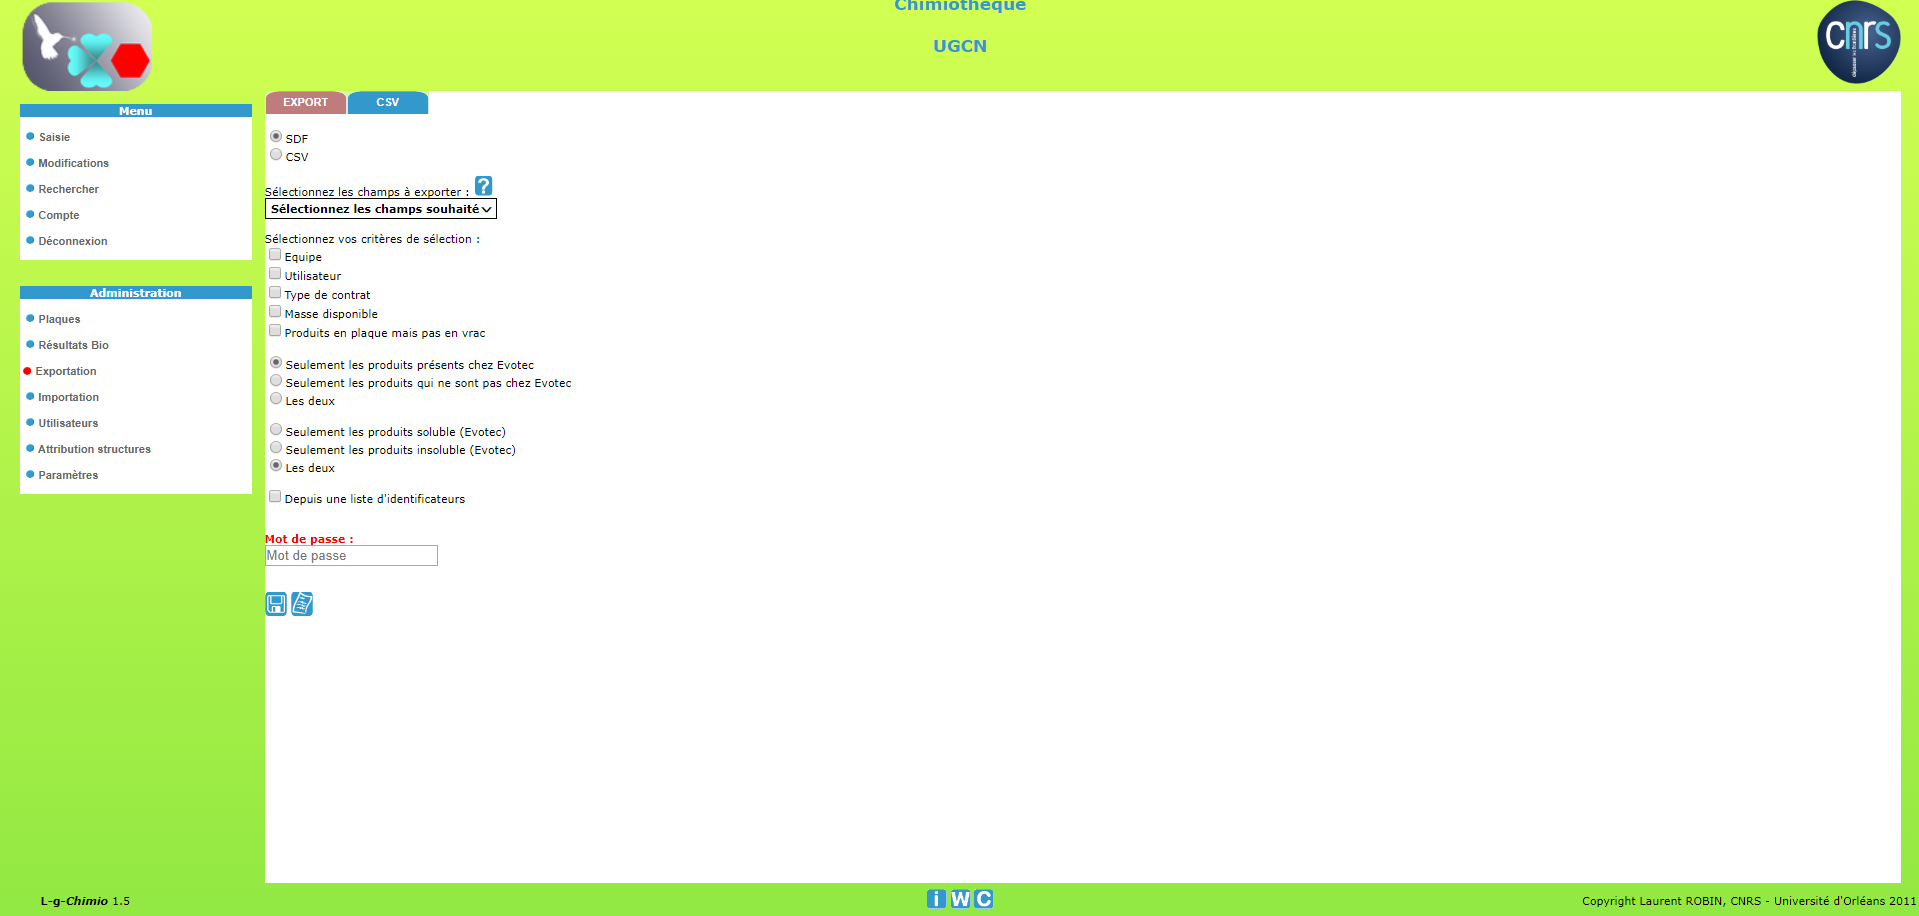 Chimiothèque
UGCN
cnrs
Menu
Saisie
Modifications
Rechercher
Compte
Déconnexion
Administration
Plaques
Résultats Bio
Exportation
Importation
Utilisateurs
Attribution structures
Paramètres
EXPORT CSV
SDF
CSV
Sélectionnez les champs à exporter : ?
Sélectionnez les champs souhaité
Sélectionnez vos critères de sélection :
Equipe
Utilisateur
Type de contrat
Masse disponible
Produits en plaque mais pas en vrac
Seulement les produits présents chez Evotec
Seulement les produits qui ne sont pas chez Evotec
Les deux
Seulement les produits soluble (Evotec)
Seulement les produits insoluble (Evotec)
Les deux
Depuis une liste d'identificateurs
Mot de passe :
Mot de passe
L-g-Chimio 1.5
i W C
Copyright Laurent ROBIN, CNRS - Université d'Orléans 2011